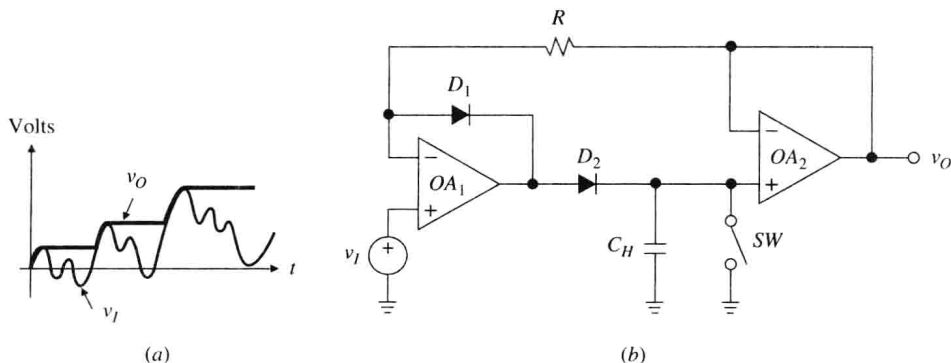 Volts
v_O
t
v_I
(a)
R
D_1
−
OA_1
+
D_2
v_I
+
C_H
SW
−
OA_2
+
v_O
(b)